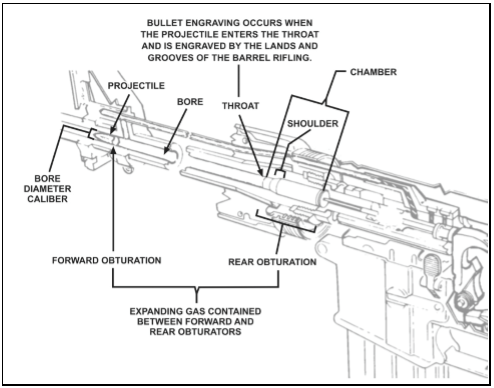 BULLET ENGRAVING OCCURS WHEN
THE PROJECTILE ENTERS THE THROAT
AND IS ENGRAVED BY THE LANDS AND
GROOVES OF THE BARREL RIFLING.
CHAMBER
PROJECTILE
BORE
THROAT
SHOULDER
BORE
DIAMETER
CALIBER
FORWARD OBTURATION
REAR OBTURATION
EXPANDING GAS CONTAINED
BETWEEN FORWARD AND
REAR OBTURATORS